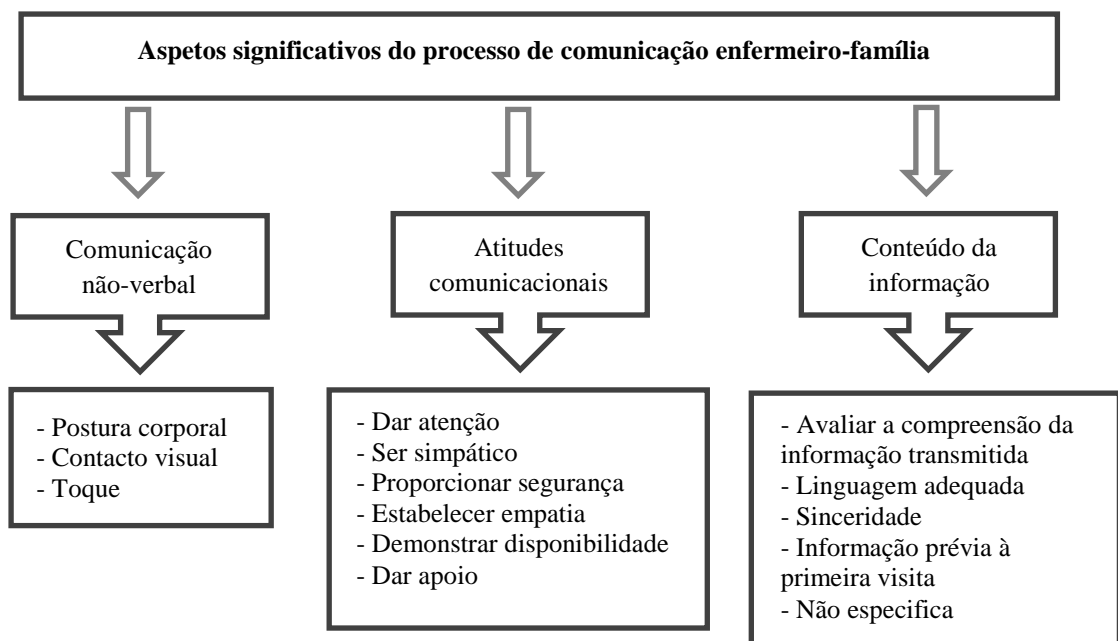 Aspetos significativos do processo de comunicação enfermeiro-família
Comunicação
não-verbal
- Postura corporal
- Contacto visual
- Toque
Atitudes
comunicacionais
- Dar atenção
- Ser simpático
- Proporcionar segurança
- Estabelecer empatia
- Demonstrar disponibilidade
- Dar apoio
Conteúdo da
informação
- Avaliar a compreensão da
informação transmitida
- Linguagem adequada
- Sinceridade
- Informação prévia à
primeira visita
- Não especifica